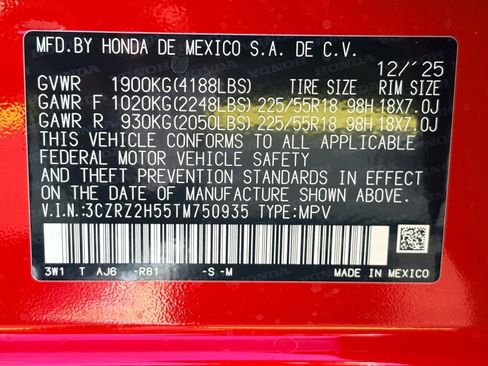 MFD.BY HONDA DE MEXICO S.A. DE C.V.
12/'25
GVWR 1900KG(4188LBS) TIRE SIZE RIM SIZE
GAWR F 1020KG(2248LBS) 225/55R18 98H 18X7.0J
GAWR R 930KG(2050LBS) 225/55R18 98H 18X7.0J
THIS VEHICLE CONFORMS TO ALL APPLICABLE
FEDERAL MOTOR VEHICLE SAFETY
AND THEFT PREVENTION STANDARDS IN EFFECT
ON THE DATE OF MANUFACTURE SHOWN ABOVE.
V.I.N.:3CZRZ2H55TM750935 TYPE:MPV
3W1 T AJ6 -R81 -S -M
MADE IN MEXICO